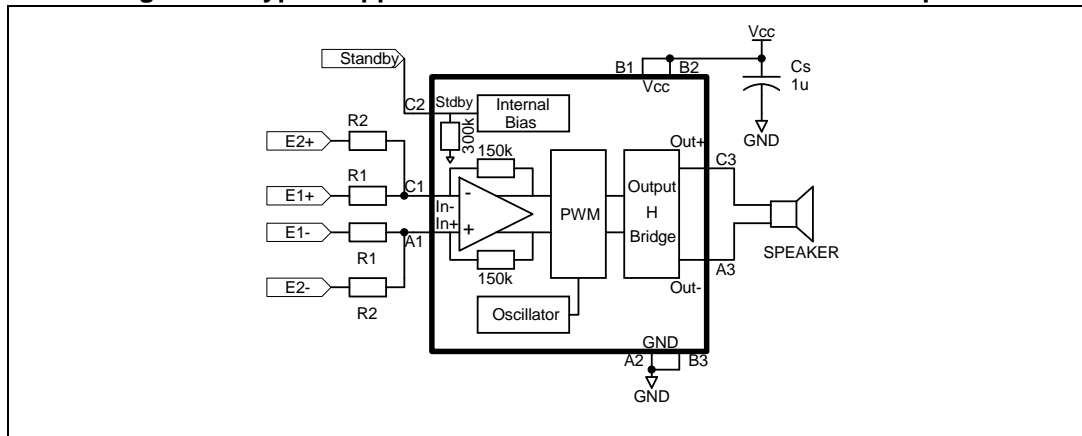 Vcc
Standby
B1
B2
Vcc
Cs
1u
C2
Stdby
Internal
Bias
GND
300k
R2
E2+
150k
Out+
C3
R1
E1+
C1
In-
-
Output
H
Bridge
PWM
E1-
In+
+
A1
SPEAKER
R1
150k
A3
E2-
Out-
R2
Oscillator
GND
A2
B3
GND